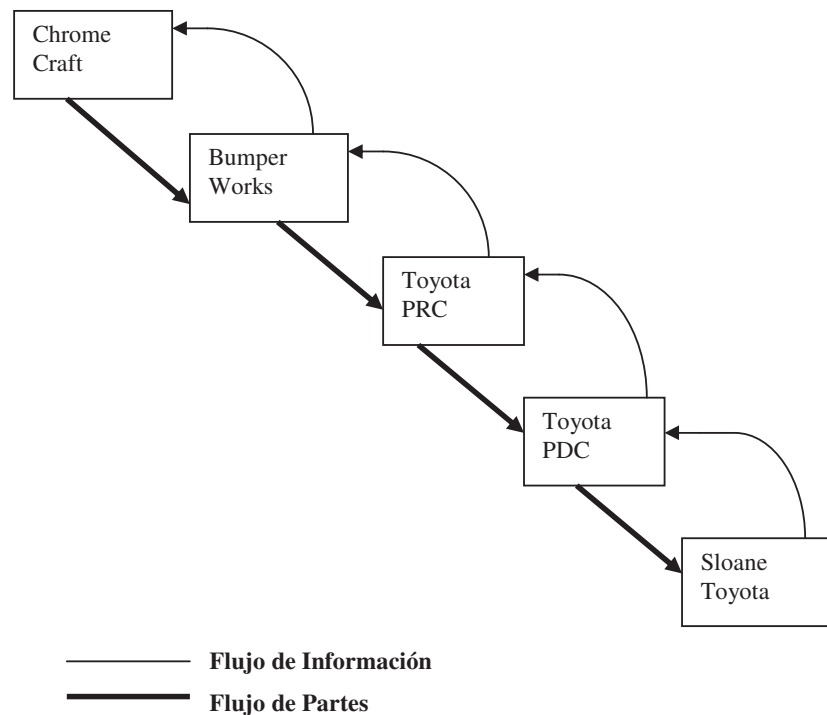 Chrome
Craft
Bumper
Works
Toyota
PRC
Toyota
PDC
Sloane
Toyota
Flujo de Información
Flujo de Partes